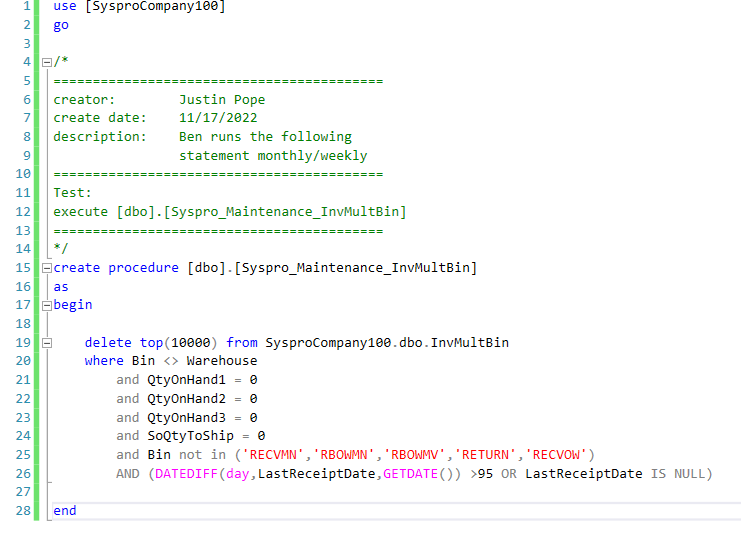 1 use [SysproCompany100]
2 go
3
4 /*
5 ==========================================
6 creator:        Justin Pope
7 create date:    11/17/2022
8 description:    Ben runs the following
9                 statement monthly/weekly
10 ==========================================
11 Test:
12 execute [dbo].[Syspro_Maintenance_InvMultBin]
13 ==========================================
14 */
15 create procedure [dbo].[Syspro_Maintenance_InvMultBin]
16 as
17 begin
18
19     delete top(10000) from SysproCompany100.dbo.InvMultBin
20     where Bin <> Warehouse
21         and QtyOnHand1 = 0
22         and QtyOnHand2 = 0
23         and QtyOnHand3 = 0
24         and SoQtyToShip = 0
25         and Bin not in ('RECVMN','RBOWMN','RBOWMV','RETURN','RECVOW')
26         AND (DATEDIFF(day,LastReceiptDate,GETDATE()) >95 OR LastReceiptDate IS NULL)
27
28 end